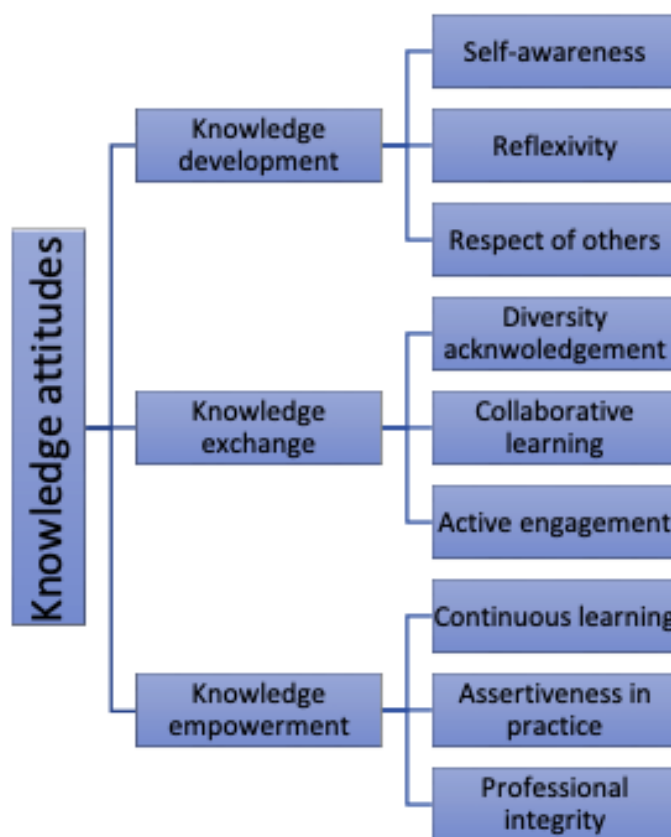 Knowledge attitudes
Knowledge
development
Self-awareness
Reflexivity
Respect of others
Knowledge
exchange
Diversity
acknwoledgement
Collaborative
learning
Active engagement
Knowledge
empowerment
Continuous learning
Assertiveness in
practice
Professional
integrity